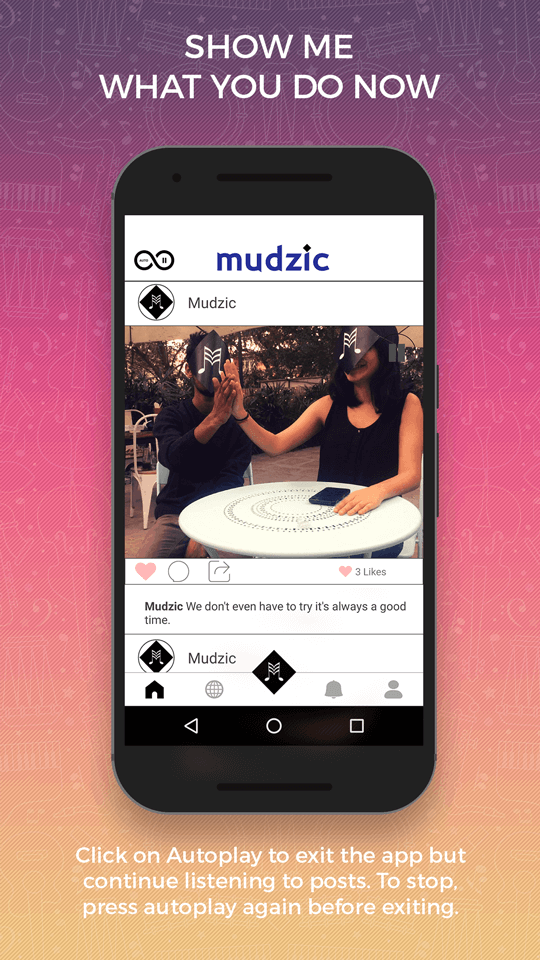 SHOW ME
WHAT YOU DO NOW
AUTO
mudzic
Mudzic
3 Likes
Mudzic We don't even have to try it's always a good
time.
Mudzic
Click on Autoplay to exit the app but
continue listening to posts. To stop,
press autoplay again before exiting.